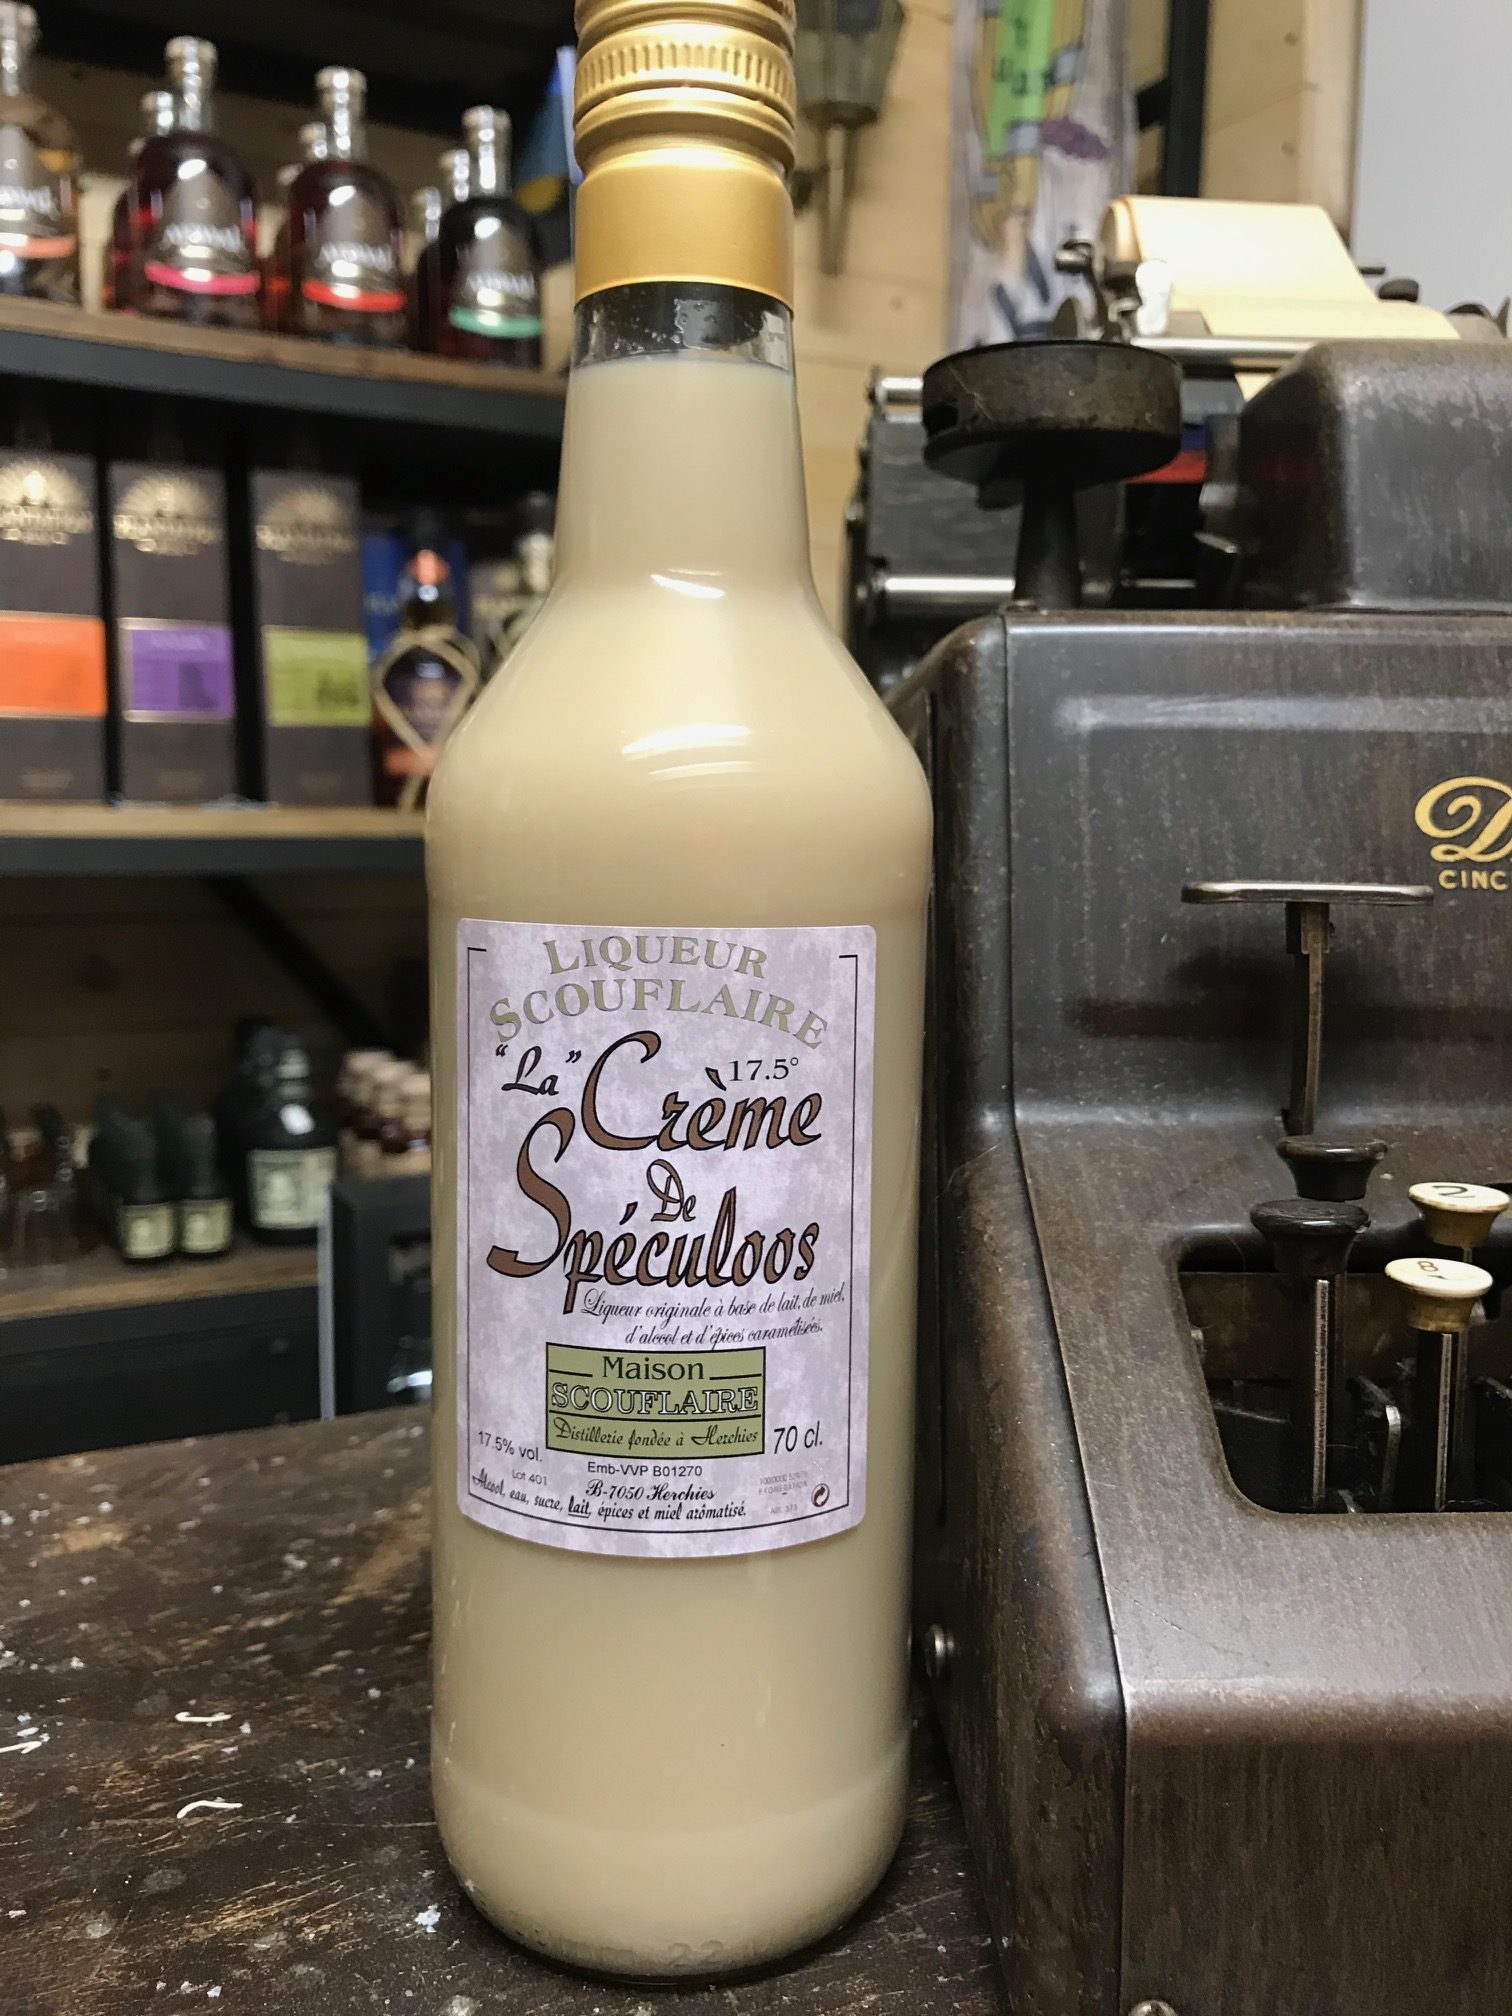 LIQUEUR
SCOUFLAIRE
"La" Crème
17.5°
De
Spéculoos
Liqueur originale à base de lait, de miel,
d'alcool et d'épices caramélisées.
Maison
SCOUFLAIRE
Distillerie fondée à Herchies
17.5% vol.
70 cl.
Lot 401
Emb-VVP B01270
B-7050 Herchies
Alcool, eau, sucre, lait, épices et miel arômatisé.
CINC
2
8